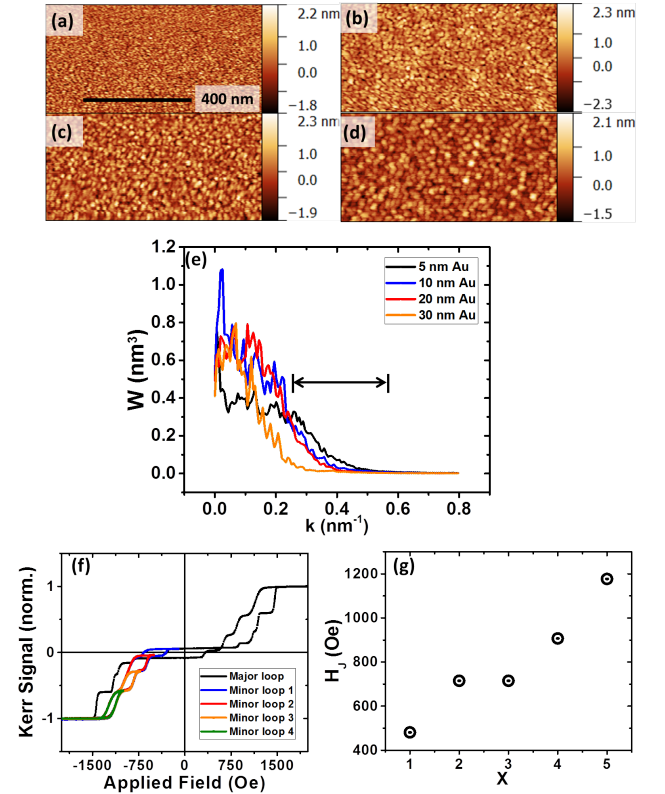 (a)
2.2 nm
1.0
0.0
−1.8
400 nm
(b)
2.3 nm
1.0
0.0
−2.3
(c)
2.3 nm
1.0
0.0
−1.9
(d)
2.1 nm
1.0
0.0
−1.5
(e)
5 nm Au
10 nm Au
20 nm Au
30 nm Au
W (nm³)
1.2
1.0
0.8
0.6
0.4
0.2
0.0
0.0 0.2 0.4 0.6 0.8
k (nm⁻¹)
(f)
Kerr Signal (norm.)
1
0
-1
Major loop
Minor loop 1
Minor loop 2
Minor loop 3
Minor loop 4
-1500 -750 0 750 1500
Applied Field (Oe)
(g)
H_J (Oe)
1200
1000
800
600
400
1 2 3 4 5
X